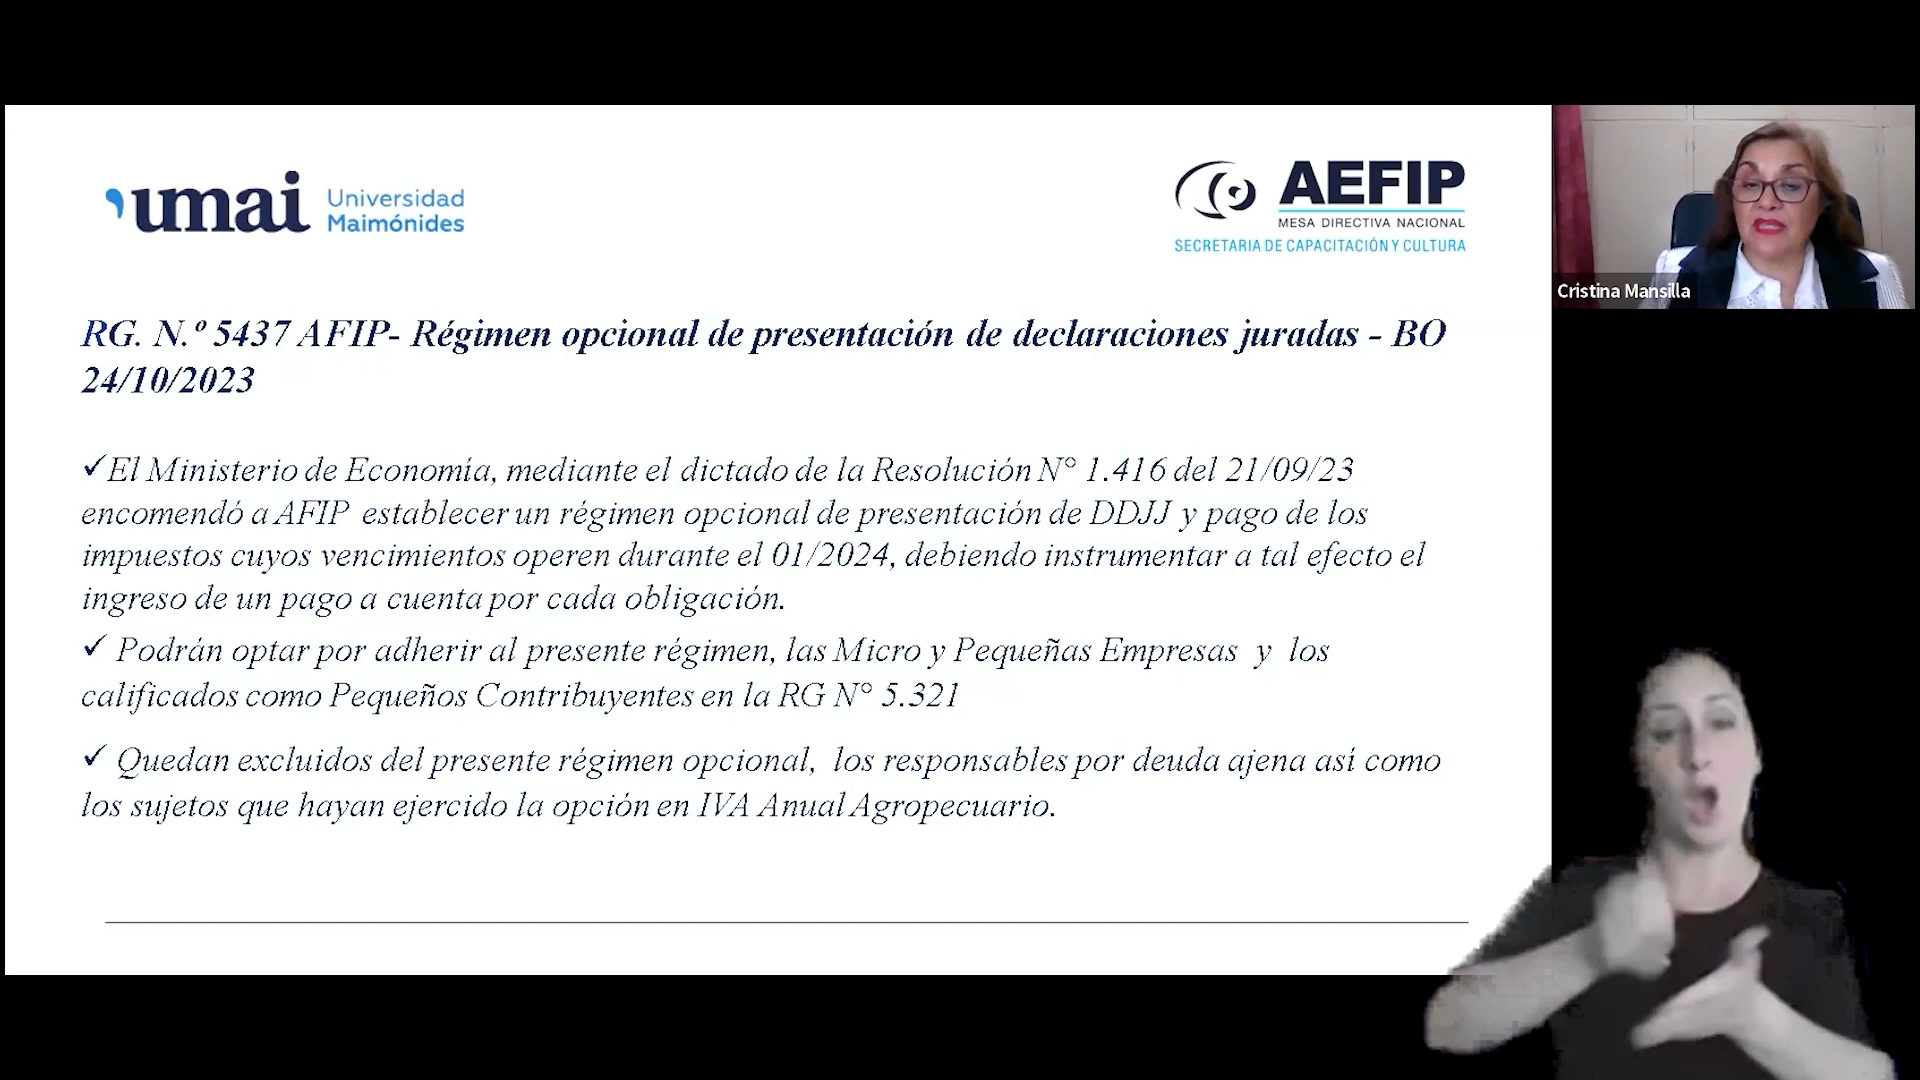 umai Universidad Maimónides
AEFIP
MESA DIRECTIVA NACIONAL
SECRETARIA DE CAPACITACIÓN Y CULTURA
Cristina Mansilla
RG. N.º 5437 AFIP- Régimen opcional de presentación de declaraciones juradas - BO
24/10/2023
✓El Ministerio de Economía, mediante el dictado de la Resolución N° 1.416 del 21/09/23
encomendó a AFIP establecer un régimen opcional de presentación de DDJJ y pago de los
impuestos cuyos vencimientos operen durante el 01/2024, debiendo instrumentar a tal efecto el
ingreso de un pago a cuenta por cada obligación.
✓ Podrán optar por adherir al presente régimen, las Micro y Pequeñas Empresas y los
calificados como Pequeños Contribuyentes en la RG N° 5.321
✓ Quedan excluidos del presente régimen opcional, los responsables por deuda ajena así como
los sujetos que hayan ejercido la opción en IVA Anual Agropecuario.